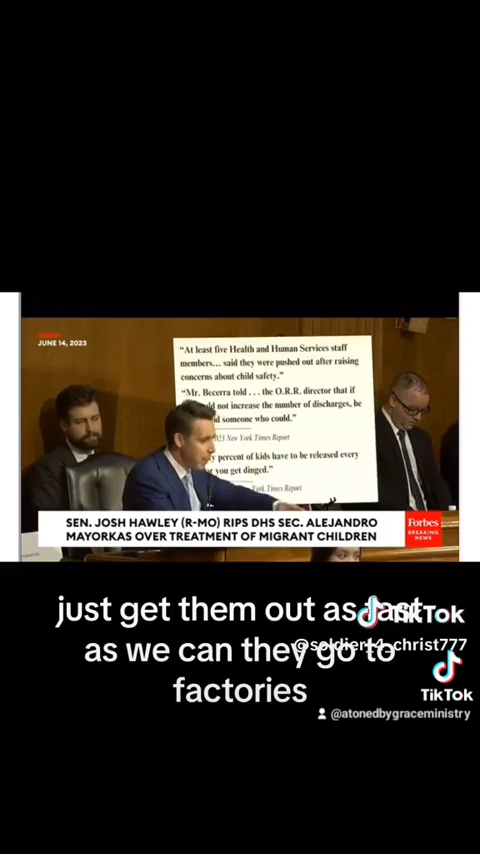 JUNE 14, 2023
“At least five Health and Human Services staff
members... said they were pushed out after raising
concerns about child safety.”
“Mr. Becerra told . . . the O.R.R. director that if
not increase the number of discharges, he
someone who could.”
2023 New York Times Report
percent of kids have to be released every
or you get dinged.”
York Times Report
SEN. JOSH HAWLEY (R-MO) RIPS DHS SEC. ALEJANDRO
MAYORKAS OVER TREATMENT OF MIGRANT CHILDREN
Forbes
BREAKING
NEWS
just get them out as fast
as we can they go to
factories
TikTok
@soldier14_christ777
TikTok
@atonedbygraceministry